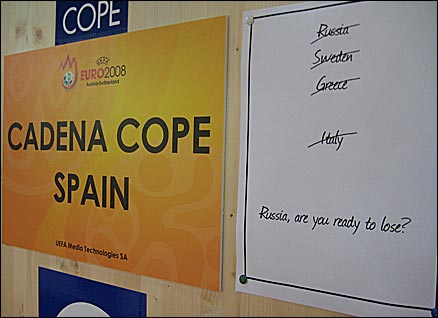 COPE
UEFA
EURO2008
Austria-Switzerland
CADENA COPE
SPAIN
UEFA Media Technologies SA
Russia
Sweden
Greece
Italy
Russia, are you ready to lose?